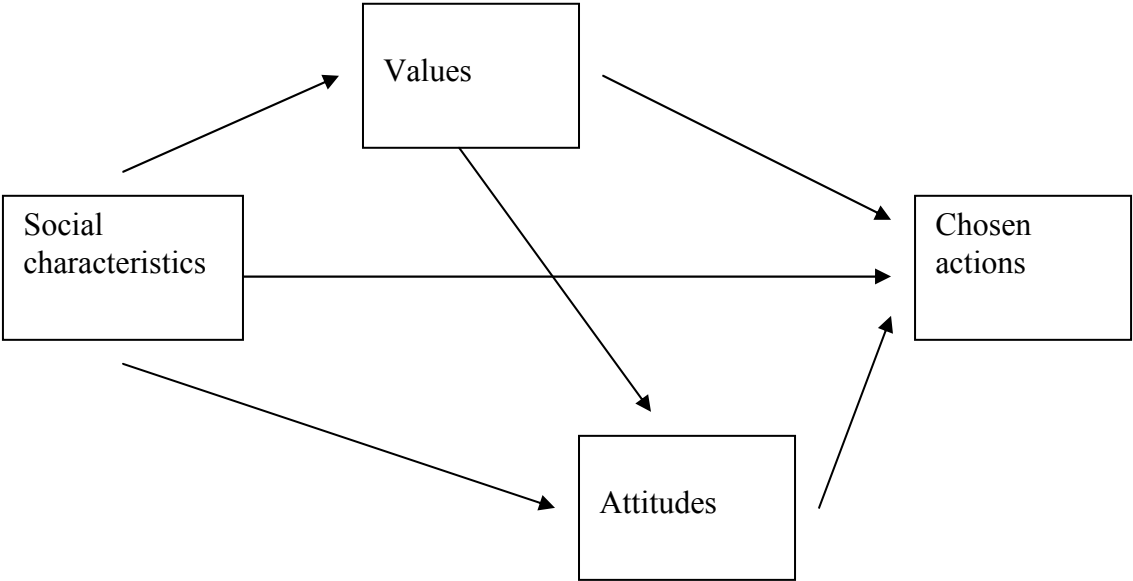 Values
Social
characteristics
Chosen
actions
Attitudes